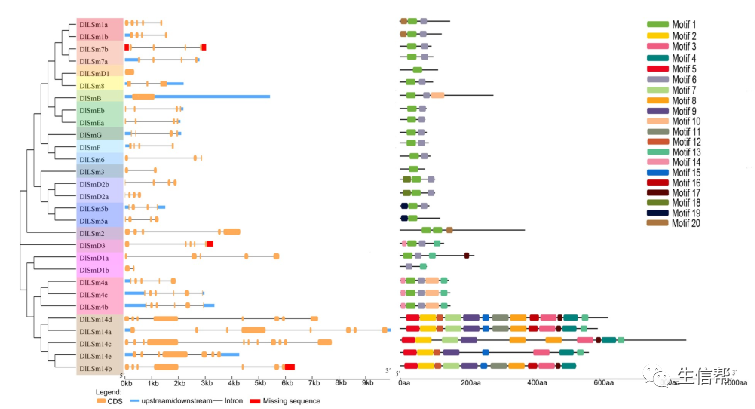 DlLSm1a
DlLSm1b
DlLSm7b
DlLSm7a
DlLSmD1
DlLSm8
DlSmB
DlSmEb
DlSmEa
DlSmG
DlSmF
DlLSm6
DlLSm3
DlSmD2b
DlSmD2a
DlLSm5b
DlLSm5a
DlLSm2
DlSmD3
DlSmD1a
DlSmD1b
DlLSm4a
DlLSm4c
DlLSm4b
DlLSm14d
DlLSm14a
DlLSm14c
DlLSm14e
DlLSm14b
Motif 1
Motif 2
Motif 3
Motif 4
Motif 5
Motif 6
Motif 7
Motif 8
Motif 9
Motif 10
Motif 11
Motif 12
Motif 13
Motif 14
Motif 15
Motif 16
Motif 17
Motif 18
Motif 19
Motif 20
0kb 1kb 2kb 3kb 4kb 5kb 6kb 7kb 8kb 9kb
0aa 200aa 400aa 600aa 800aa
Legend:
CDS upstream/downstream Intron Missing sequence
生信帮